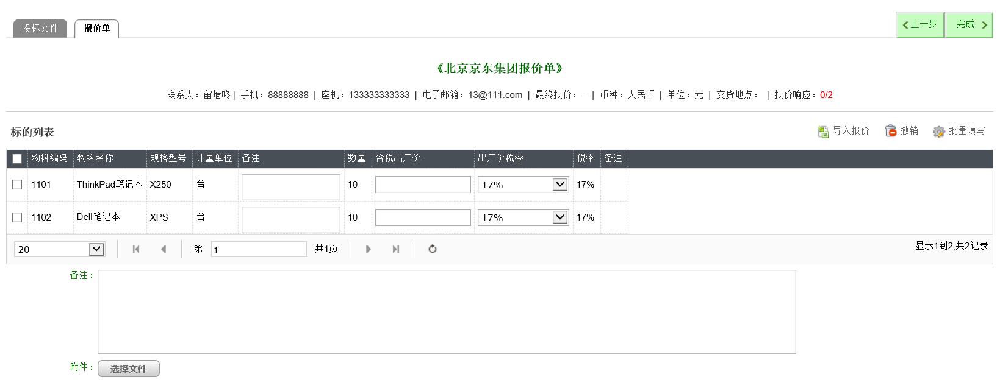 投标文件 报价单 上一步 完成
《北京京东集团报价单》
联系人：留墙咚 | 手机：88888888 | 座机：133333333333 | 电子邮箱：13@111.com | 最终报价：-- | 币种：人民币 | 单位：元 | 交货地点： | 报价响应：0/2
标的列表 导入报价 撤销 批量填写
物料编码 物料名称 规格型号 计量单位 备注 数量 含税出厂价 出厂价税率 税率 备注
1101 ThinkPad笔记本 X250 台 10 17% 17%
1102 Dell笔记本 XPS 台 10 17% 17%
20 第 1 共1页 显示1到2,共2记录
备注：
附件： 选择文件